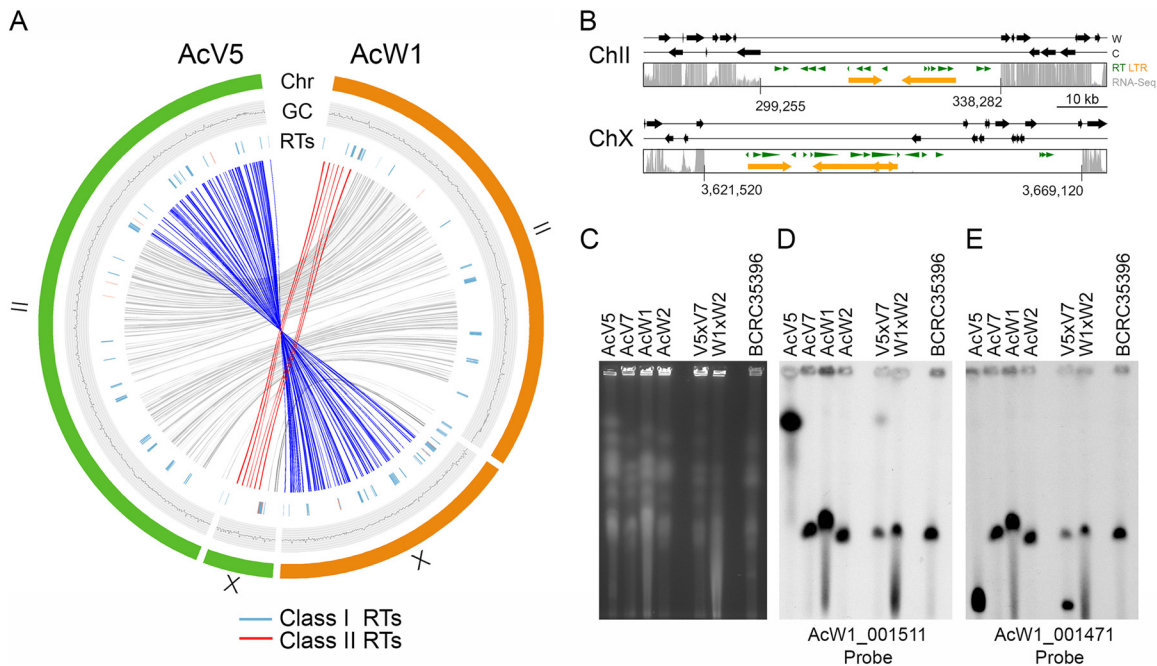 A
AcV5
AcW1
Chr
GC
RTs
II
II
X
X
Class I RTs
Class II RTs
B
ChII
W
C
RT LTR
RNA-Seq
299,255
338,282
10 kb
ChX
3,621,520
3,669,120
C
AcV5
AcV7
AcW1
AcW2
V5xV7
W1xW2
BCRC35396
D
AcV5
AcV7
AcW1
AcW2
V5xV7
W1xW2
BCRC35396
AcW1_001511
Probe
E
AcV5
AcV7
AcW1
AcW2
V5xV7
W1xW2
BCRC35396
AcW1_001471
Probe